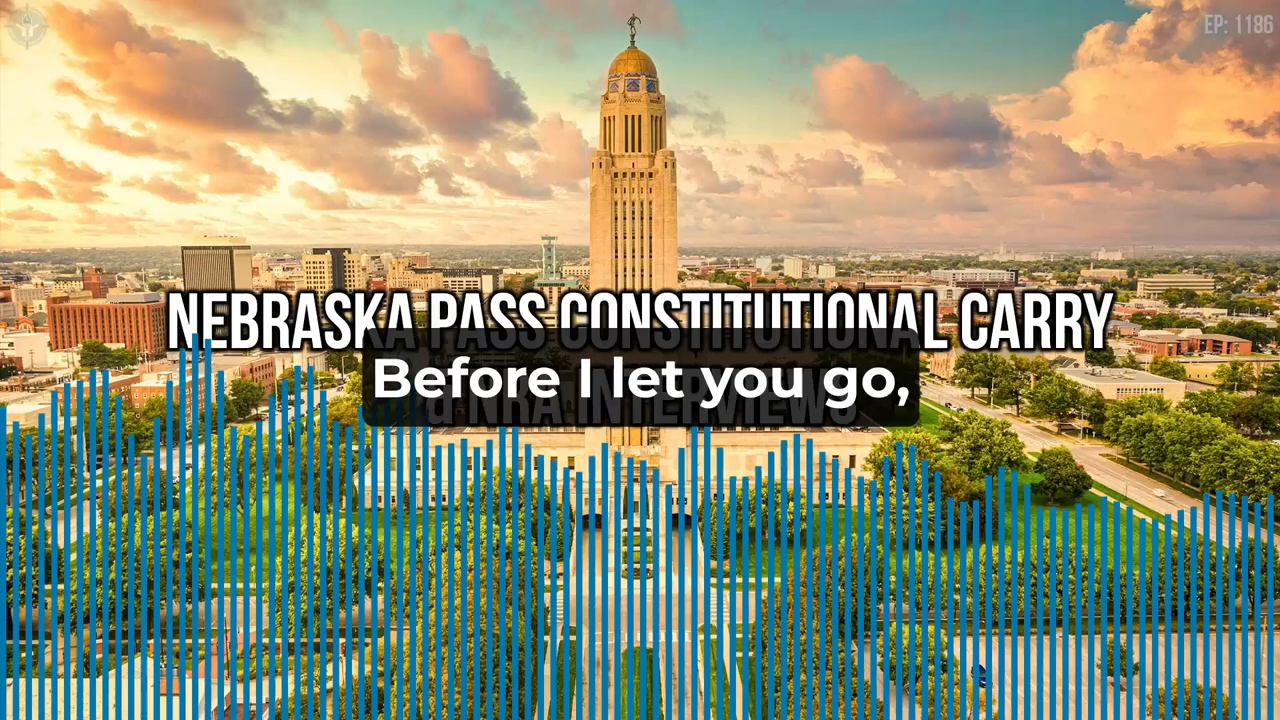 EP: 1186
NEBRASKA PASS CONSTITUTIONAL CARRY
& NRA INTERVIEWS
Before I let you go,